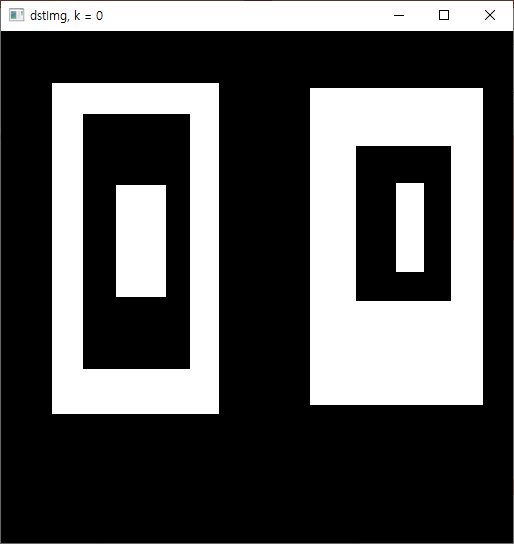 dstImg, k = 0